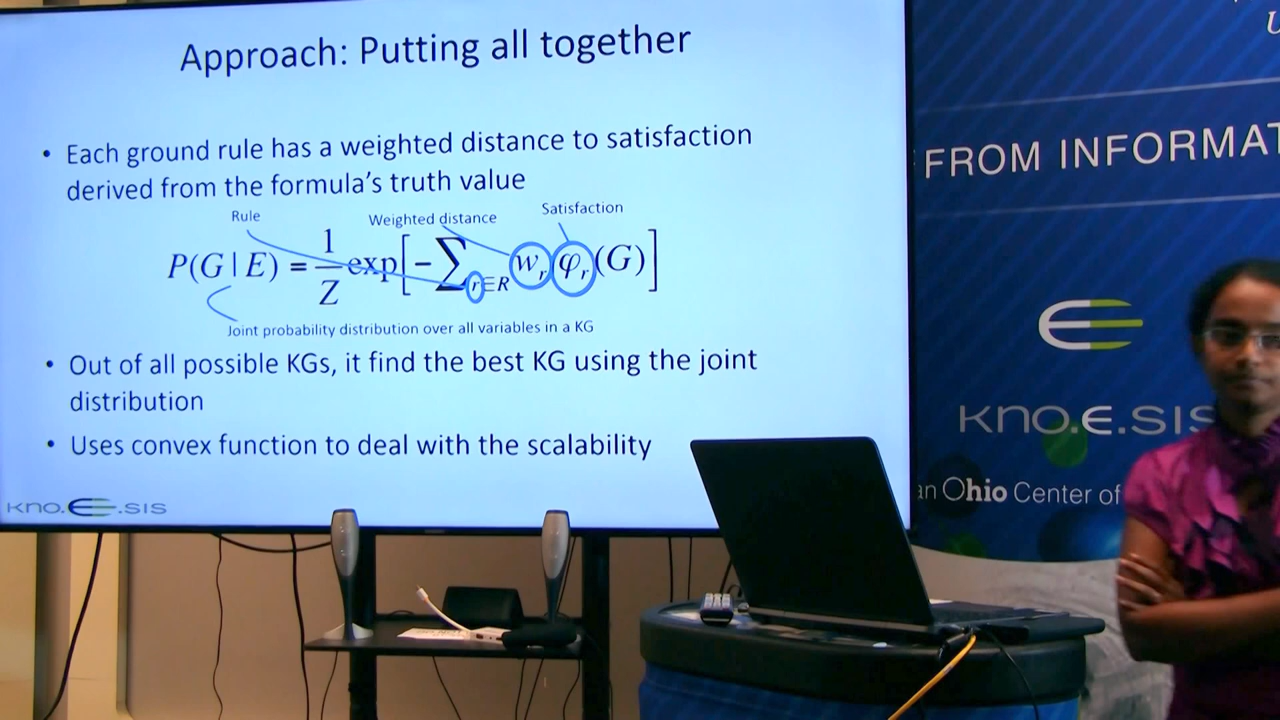 Approach: Putting all together
• Each ground rule has a weighted distance to satisfaction
derived from the formula's truth value
Rule
Weighted distance
Satisfaction
P(G | E) = 1/Z exp[−∑r∈R wr φr(G)]
Joint probability distribution over all variables in a KG
• Out of all possible KGs, it find the best KG using the joint
distribution
• Uses convex function to deal with the scalability
kno.e.sis
FROM INFORMAT
kno.e.sis
an Ohio Center of